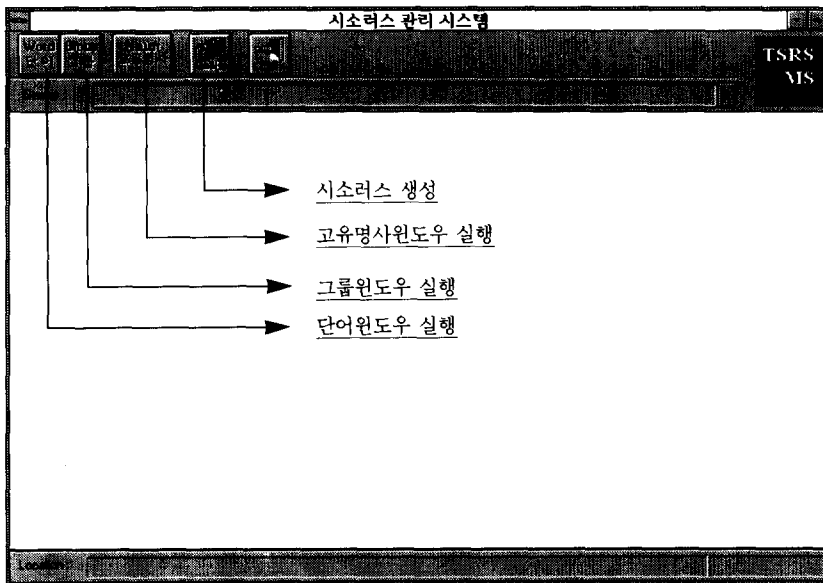 시소러스 관리 시스템
Word
TSRS
MS
시소러스 생성
고유명사윈도우 실행
그룹윈도우 실행
단어윈도우 실행
Location: